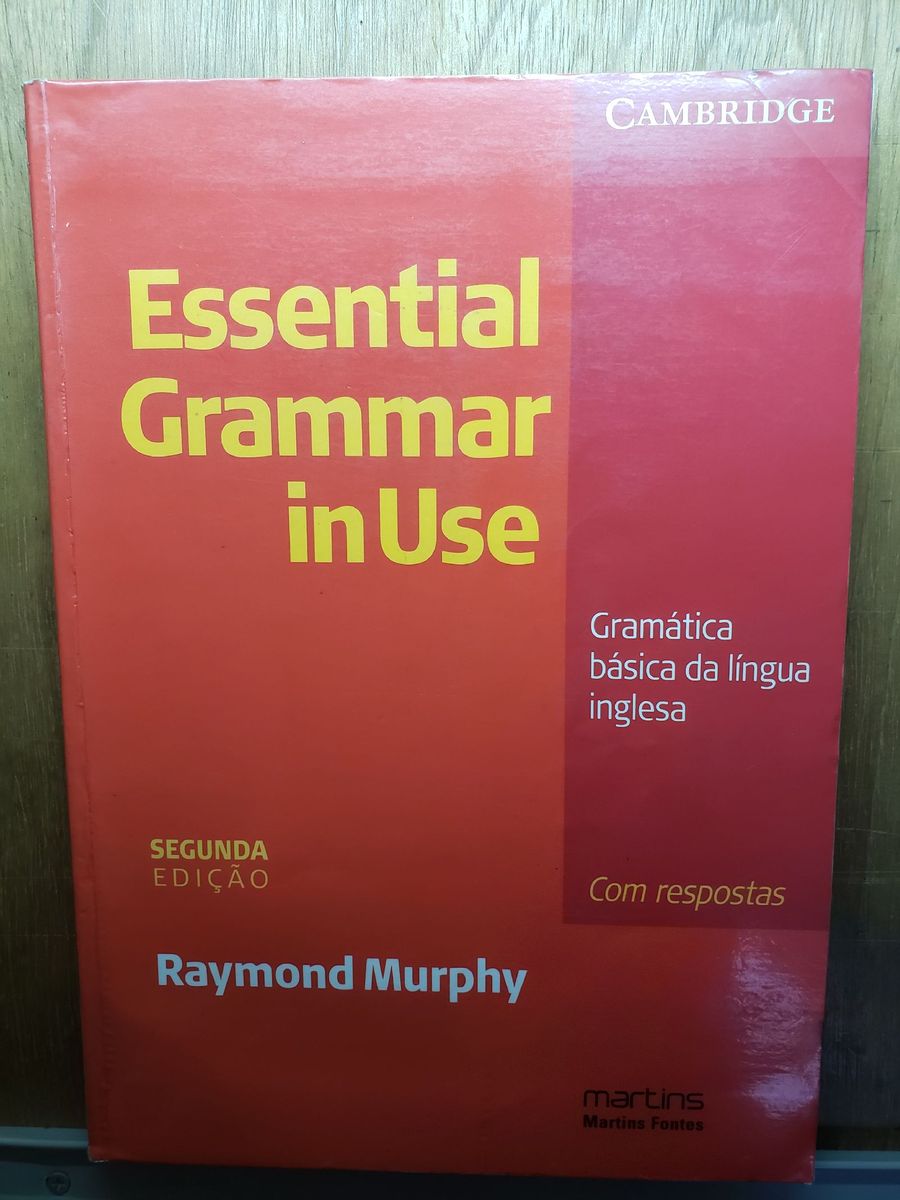 CAMBRIDGE
Essential
Grammar
in Use
Gramática
básica da língua
inglesa
SEGUNDA
EDIÇÃO
Com respostas
Raymond Murphy
martins
Martins Fontes